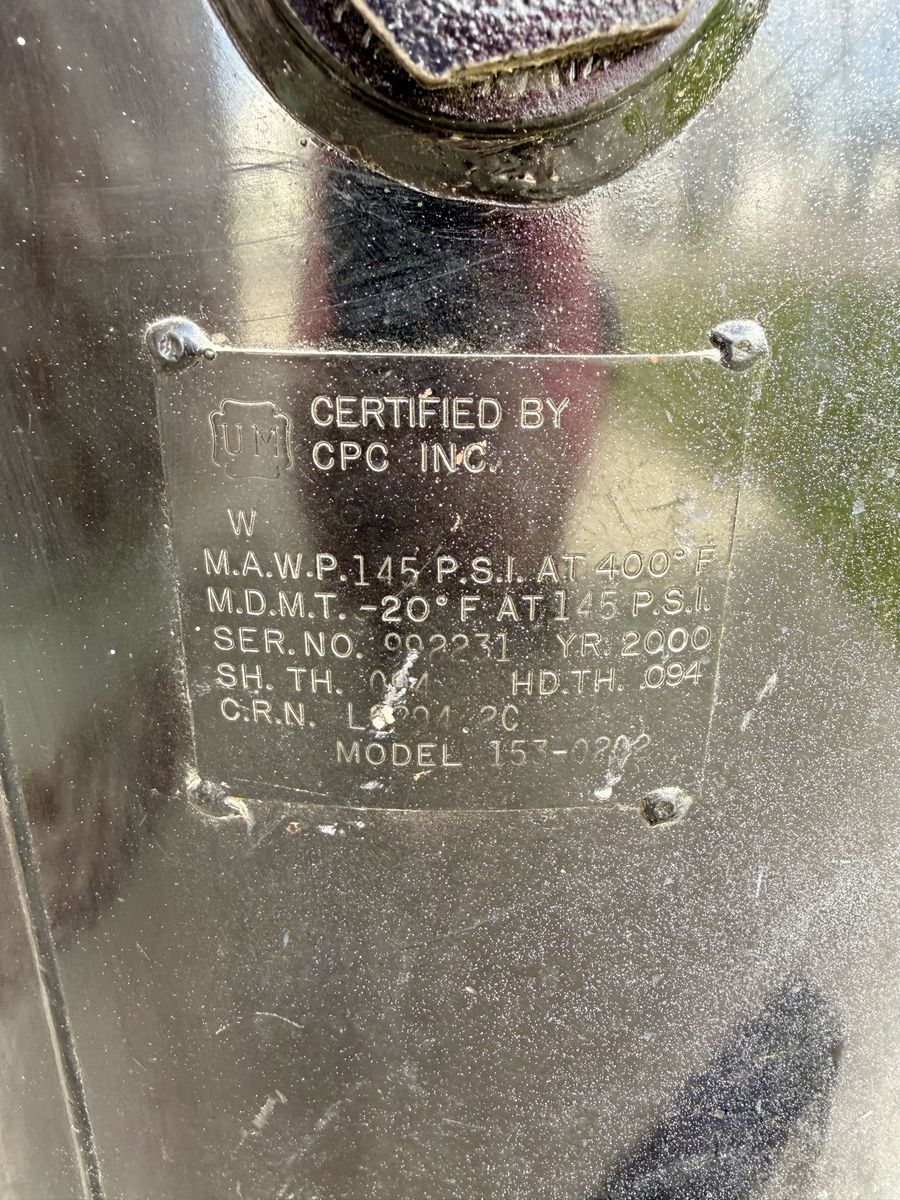 UM CERTIFIED BY
CPC INC.
W
M.A.W.P. 145 P.S.I. AT 400° F
M.D.M.T. -20° F AT 145 P.S.I.
SER. NO. 992231 YR. 2000
SH. TH. HD.TH. .094
C.R.N.
MODEL